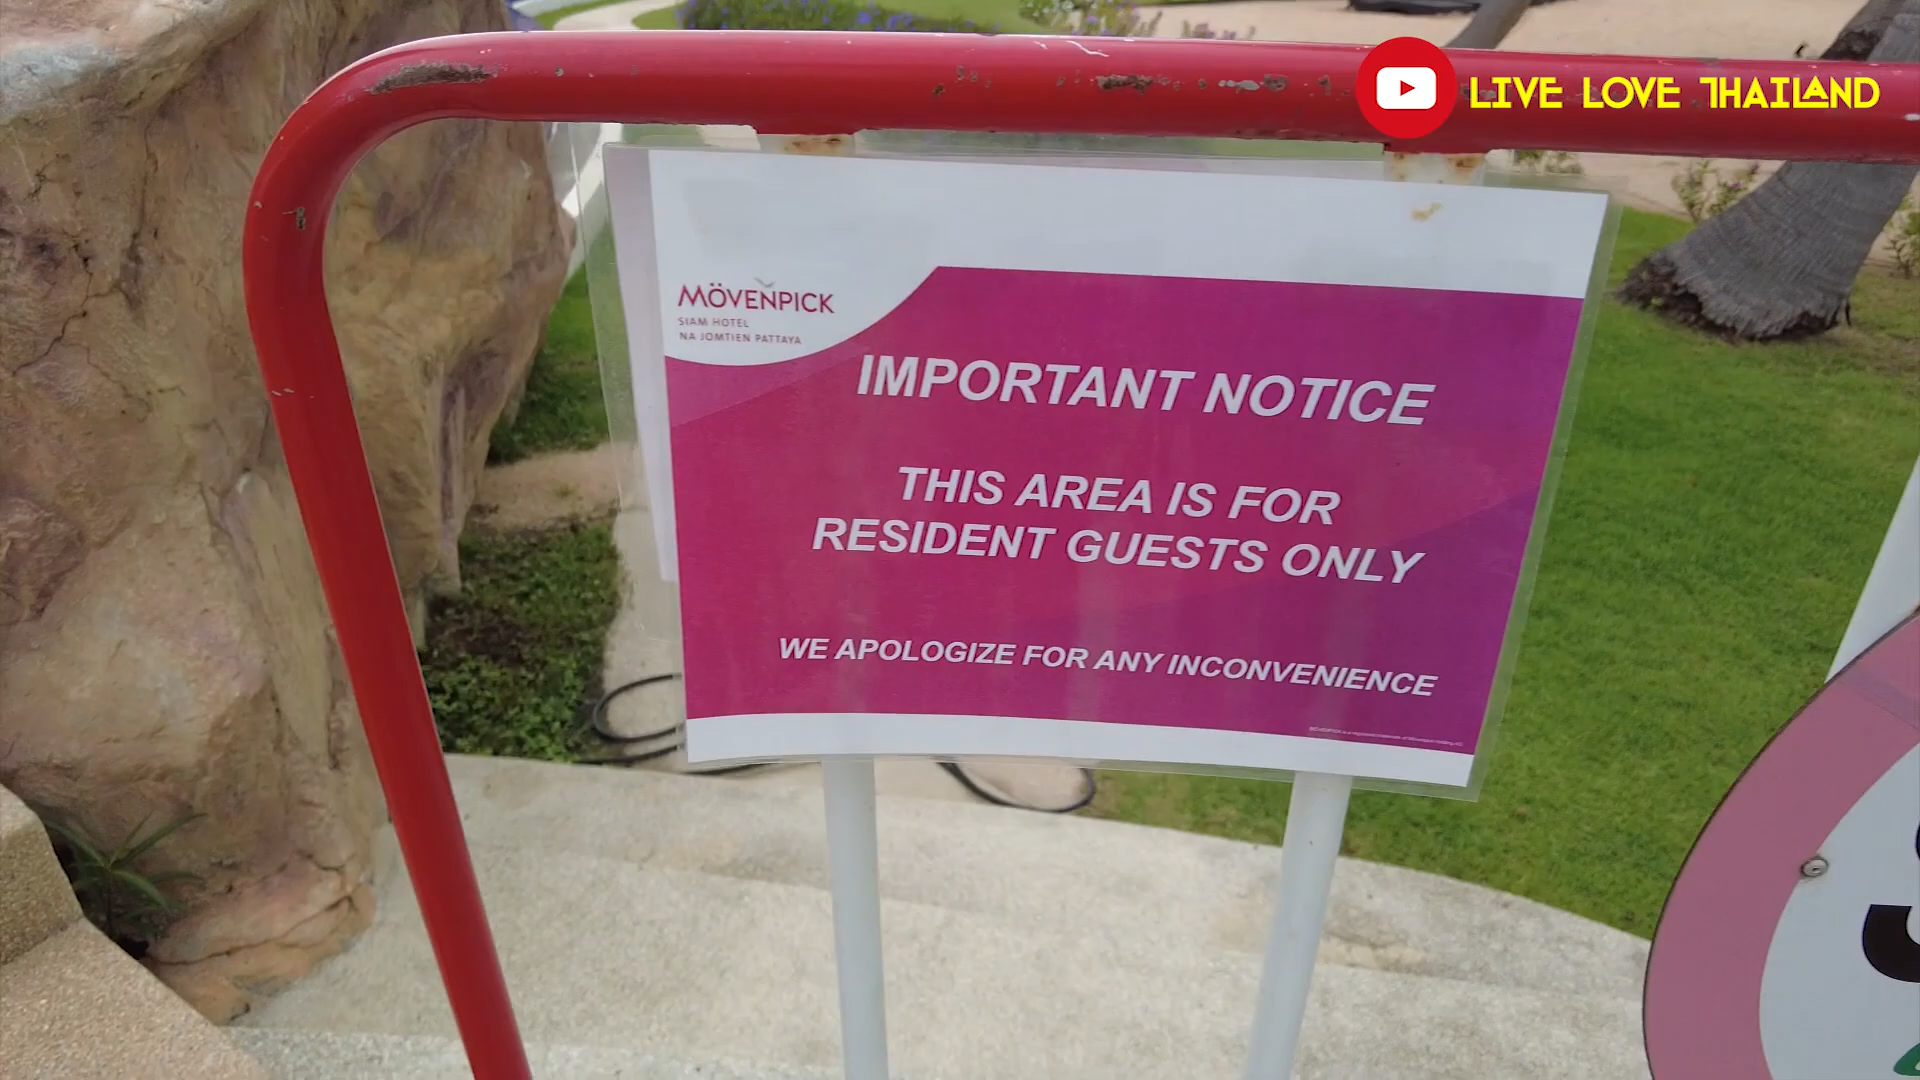 LIVE LOVE THAILAND
MÖVENPICK
SIAM HOTEL
NA JOMTIEN PATTAYA
IMPORTANT NOTICE
THIS AREA IS FOR
RESIDENT GUESTS ONLY
WE APOLOGIZE FOR ANY INCONVENIENCE